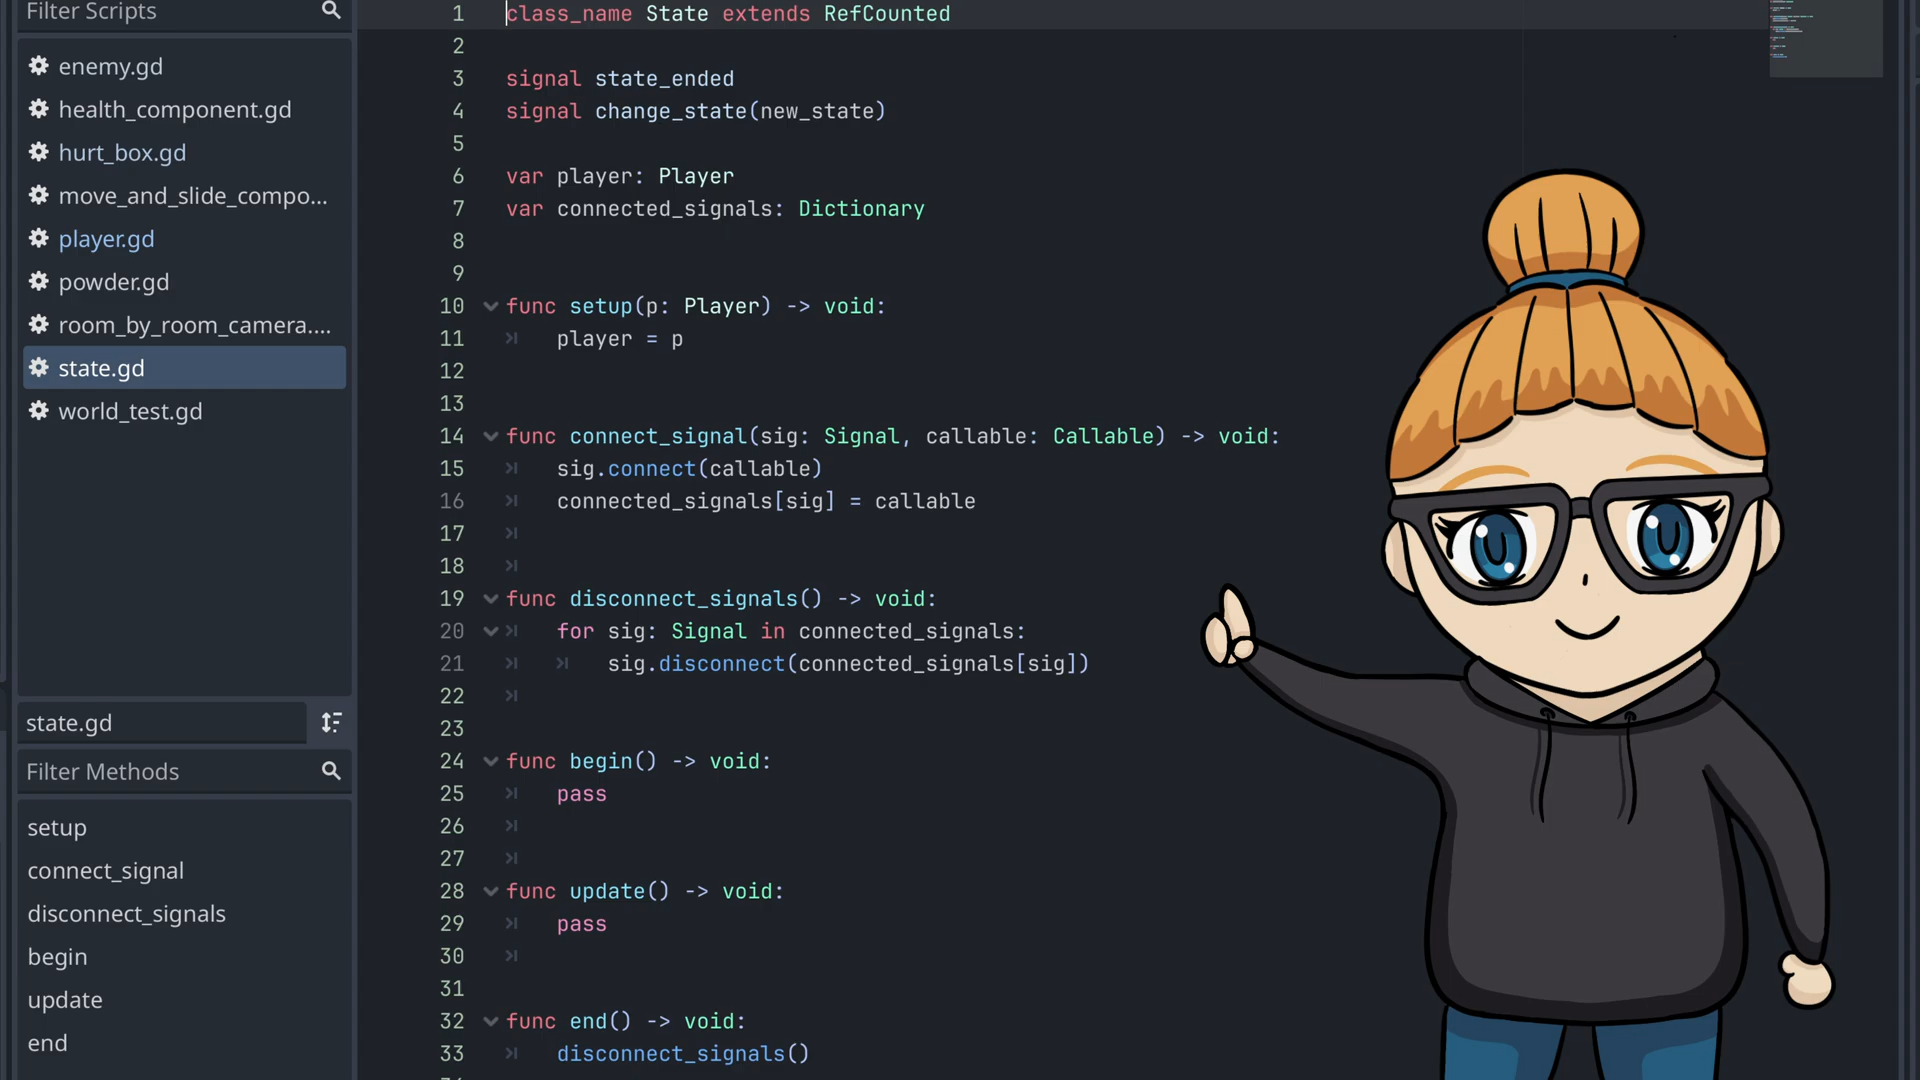 Filter Scripts
enemy.gd
health_component.gd
hurt_box.gd
move_and_slide_compo...
player.gd
powder.gd
room_by_room_camera....
state.gd
world_test.gd
state.gd
Filter Methods
setup
connect_signal
disconnect_signals
begin
update
end
1 class_name State extends RefCounted
2
3 signal state_ended
4 signal change_state(new_state)
5
6 var player: Player
7 var connected_signals: Dictionary
8
9
10 func setup(p: Player) -> void:
11 player = p
12
13
14 func connect_signal(sig: Signal, callable: Callable) -> void:
15 sig.connect(callable)
16 connected_signals[sig] = callable
17
18
19 func disconnect_signals() -> void:
20 for sig: Signal in connected_signals:
21 sig.disconnect(connected_signals[sig])
22
23
24 func begin() -> void:
25 pass
26
27
28 func update() -> void:
29 pass
30
31
32 func end() -> void:
33 disconnect_signals()